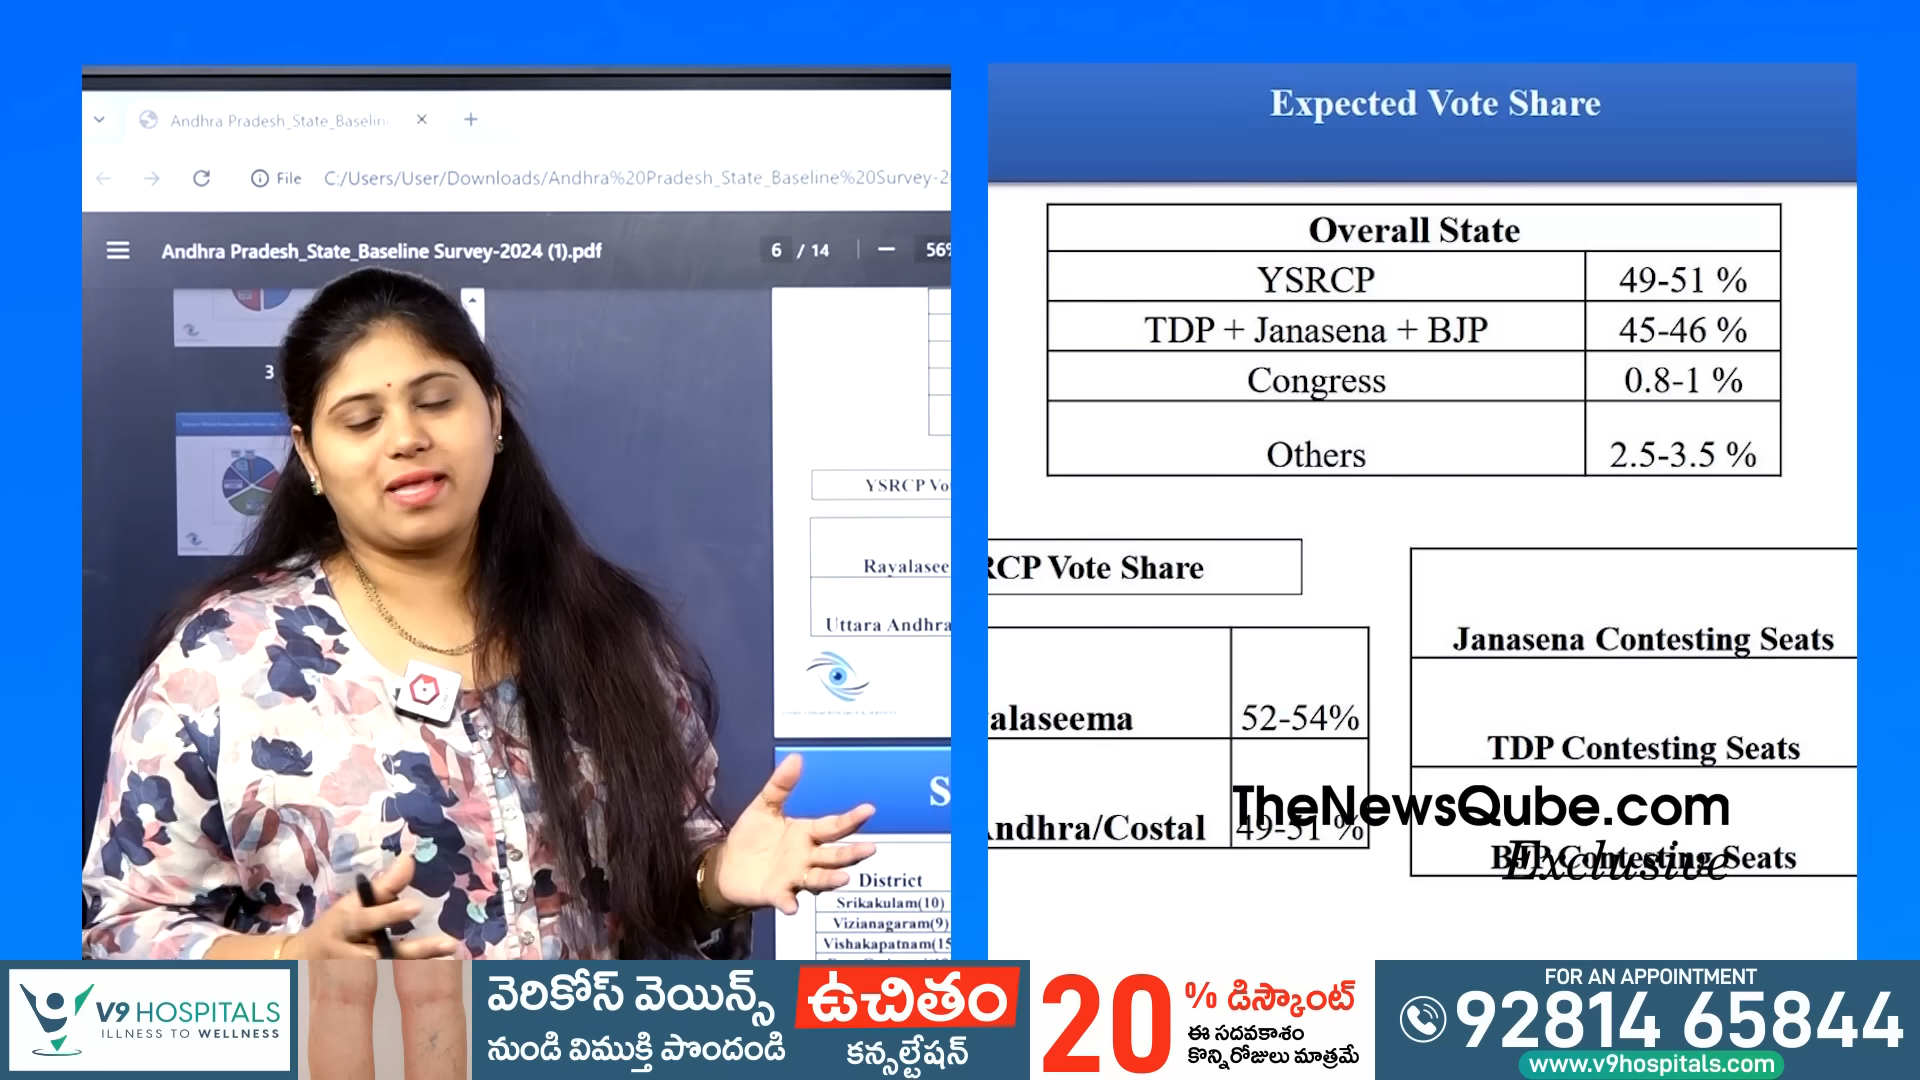 Andhra Pradesh_State_Baselin
File C:/Users/User/Downloads/Andhra%20Pradesh_State_Baseline%20Survey-2
Andhra Pradesh_State_Baseline Survey-2024 (1).pdf 6 / 14 56%
3
YSRCP Vo
Rayalasee
Uttara Andhra
S
District
Srikakulam(10)
Vizianagaram(9)
Vishakapatnam(15
Expected Vote Share
Overall State
YSRCP 49-51 %
TDP + Janasena + BJP 45-46 %
Congress 0.8-1 %
Others 2.5-3.5 %
RCP Vote Share
alaseema 52-54%
Andhra/Costal 49-51 %
Janasena Contesting Seats
TDP Contesting Seats
BJP Contesting Seats
TheNewsQube.com
Exclusive
V9 HOSPITALS
ILLNESS TO WELLNESS
వెరికోస్ వెయిన్స్
నుండి విముక్తి పొందండి
ఉచితం
కన్సల్టేషన్
20 % డిస్కౌంట్
ఈ సదవకాశం
కొన్నిరోజులు మాత్రమే
FOR AN APPOINTMENT
92814 65844
www.v9hospitals.com